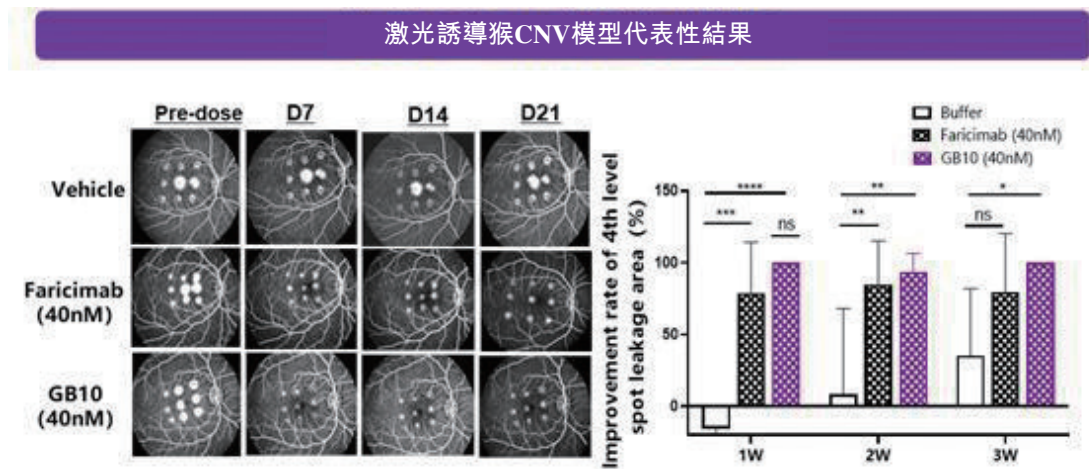 激光誘導猴CNV模型代表性結果
Pre-dose D7 D14 D21
Vehicle
Faricimab
(40nM)
GB10
(40nM)
Improvement rate of 4th level
spot leakage area (%)
Buffer
Faricimab (40nM)
GB10 (40nM)
150
100
50
0
****
***
ns
**
**
*
ns
1W 2W 3W